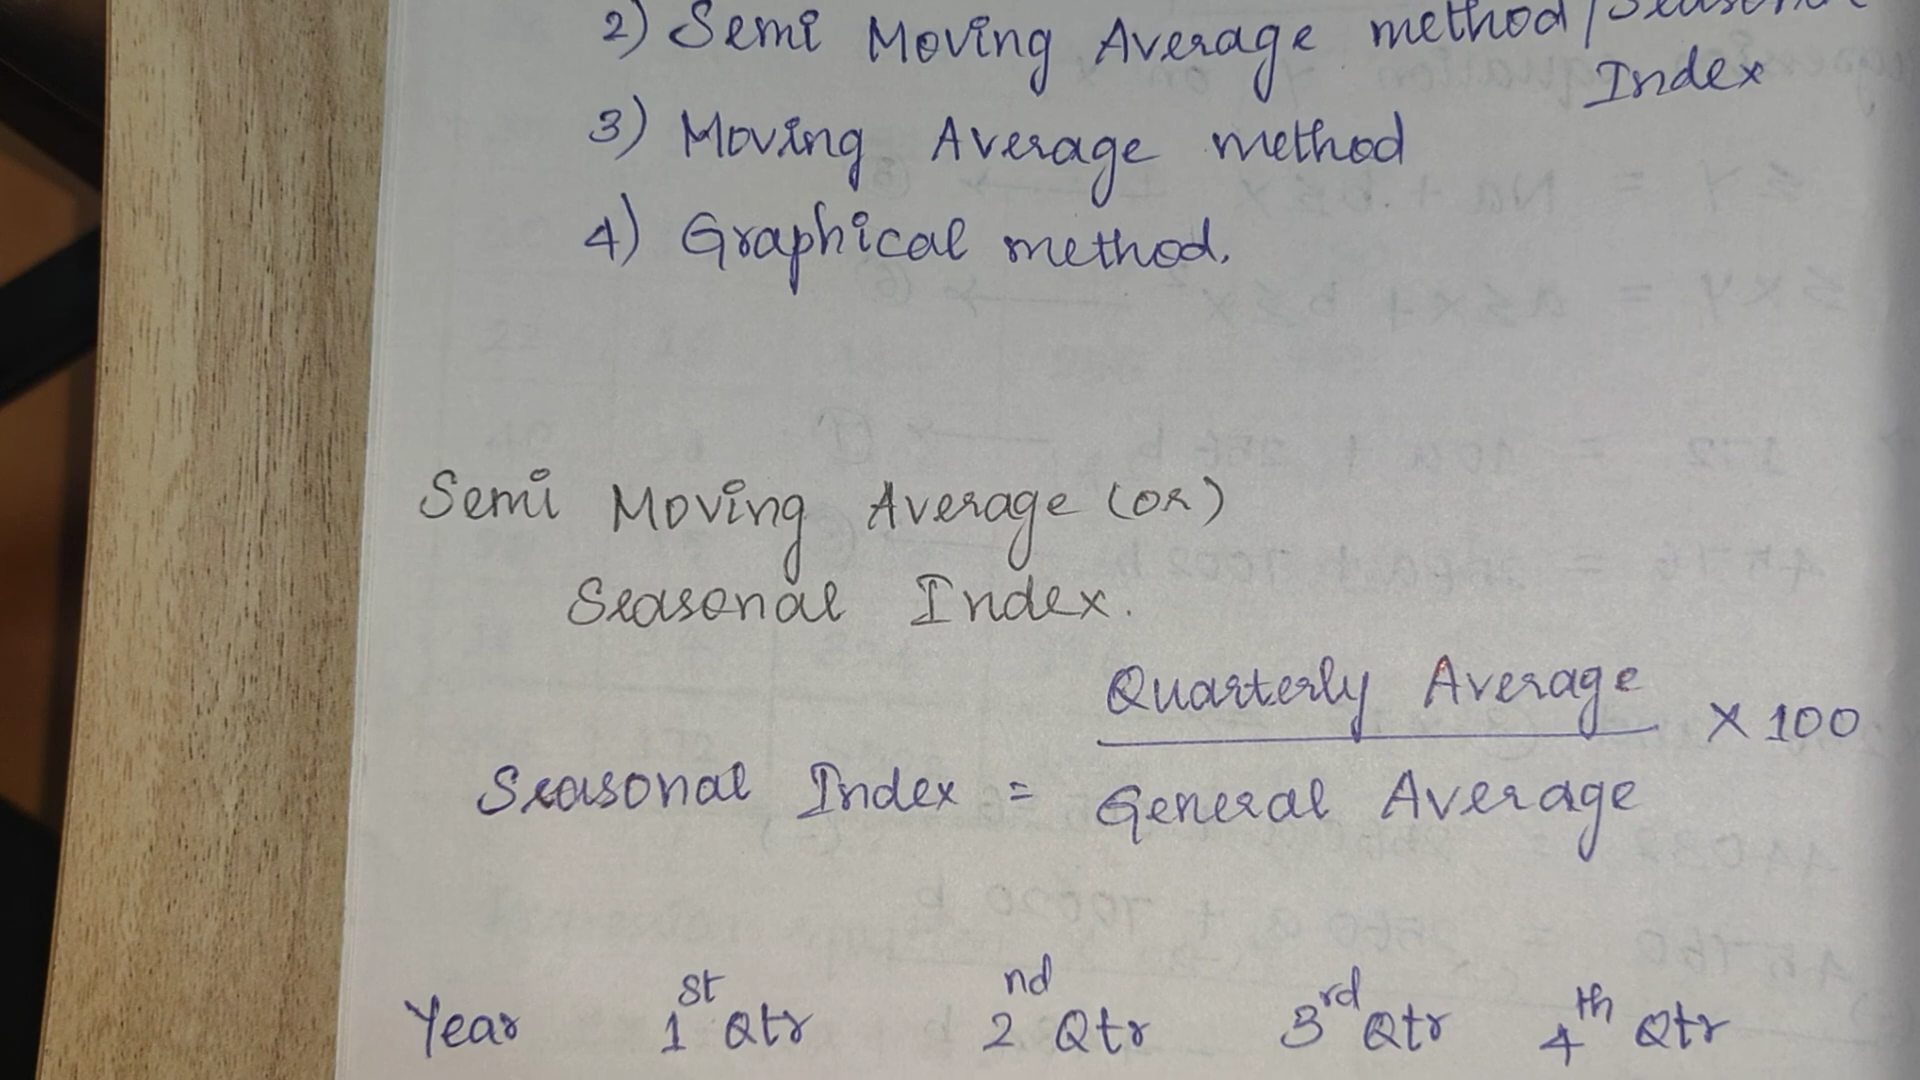 2) Semi Moving Average method/Seasonal
Index
3) Moving Average method
4) Graphical method.
Semi Moving Average (or)
Seasonal Index.
Seasonal Index = Quarterly Average / General Average X 100
Year 1st Qtr 2nd Qtr 3rd Qtr 4th Qtr